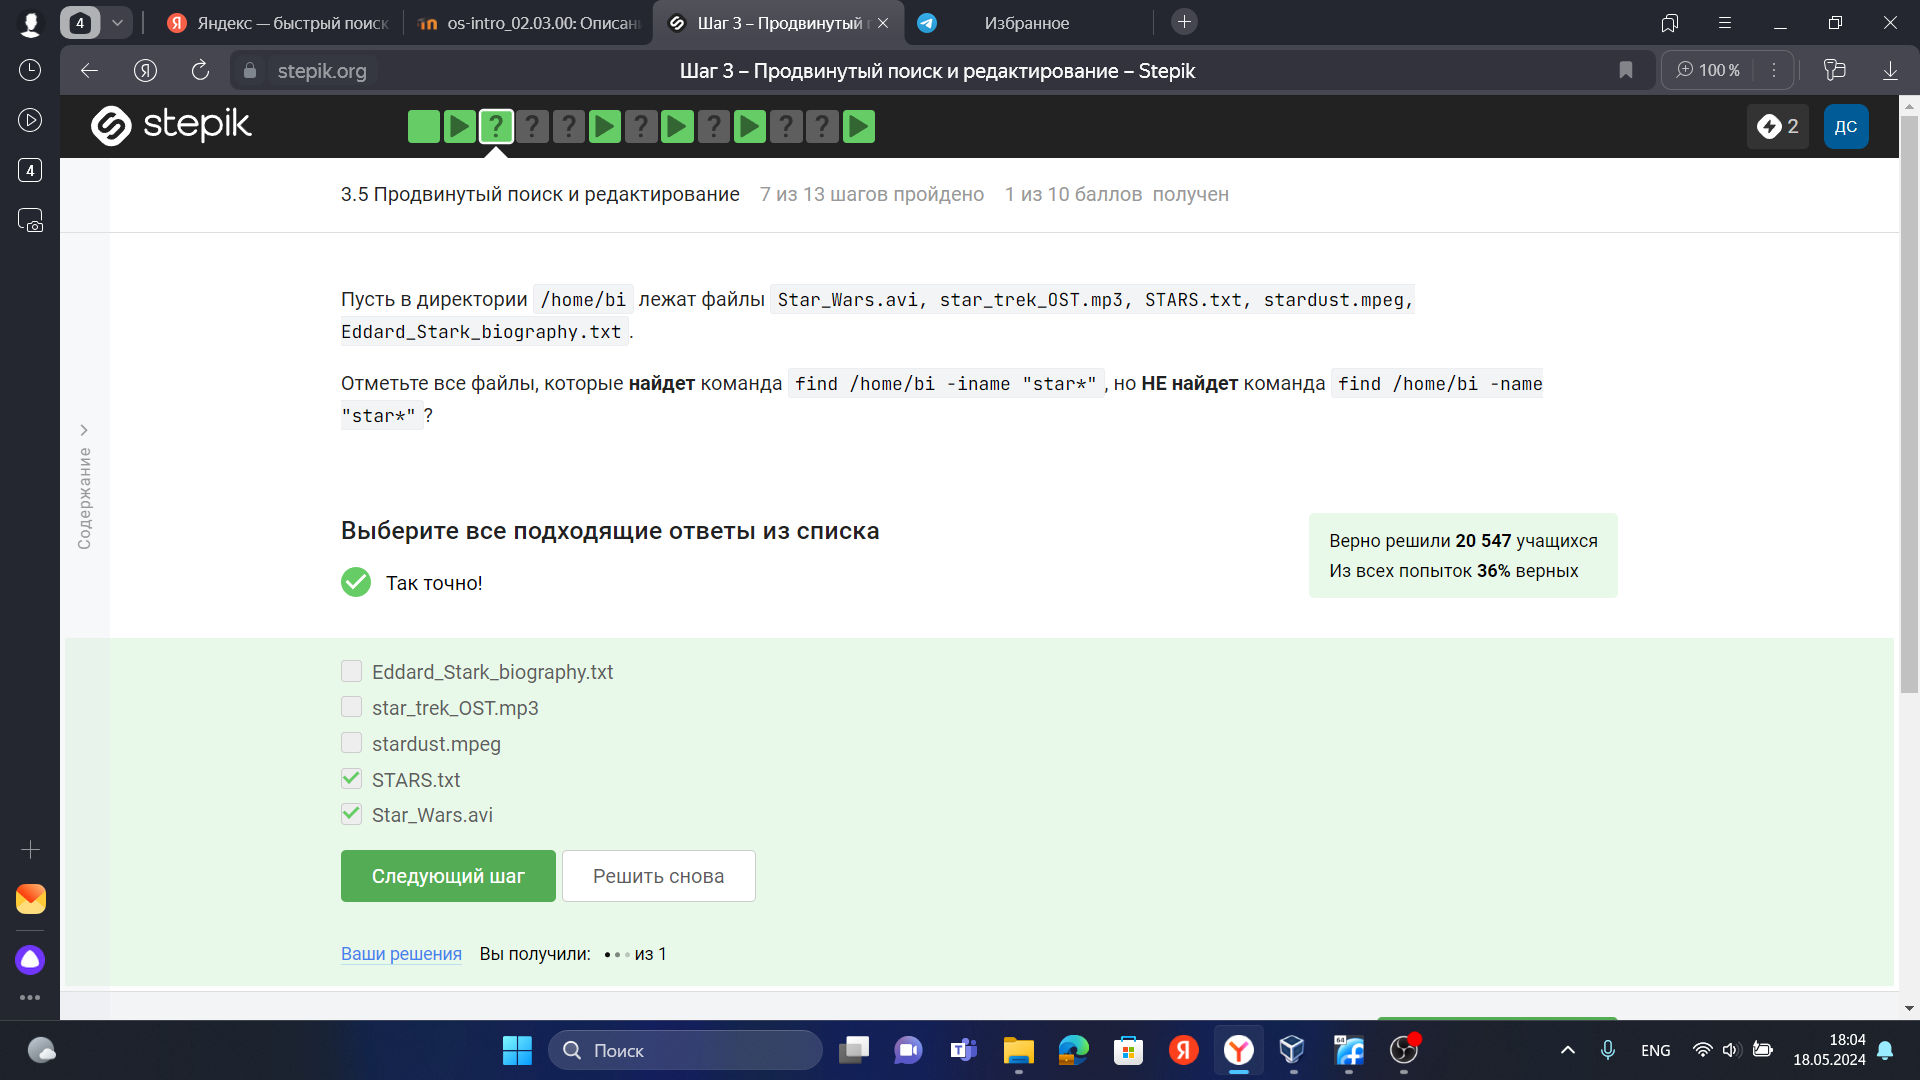 4
Яндекс — быстрый поиск
os-intro_02.03.00: Описан
Шаг 3 – Продвинутый
Избранное
stepik.org
Шаг 3 – Продвинутый поиск и редактирование – Stepik
100 %
stepik
? ? ? ? ? ? ?
2
ДС
4
3.5 Продвинутый поиск и редактирование 7 из 13 шагов пройдено 1 из 10 баллов получен
Пусть в директории /home/bi лежат файлы Star_Wars.avi, star_trek_OST.mp3, STARS.txt, stardust.mpeg,
Eddard_Stark_biography.txt .
Отметьте все файлы, которые найдет команда find /home/bi -iname "star*" , но НЕ найдет команда find /home/bi -name
"star*" ?
Содержание
Выберите все подходящие ответы из списка
Так точно!
Верно решили 20 547 учащихся
Из всех попыток 36% верных
Eddard_Stark_biography.txt
star_trek_OST.mp3
stardust.mpeg
STARS.txt
Star_Wars.avi
Следующий шаг
Решить снова
Ваши решения Вы получили: из 1
Поиск
ENG
18:04
18.05.2024